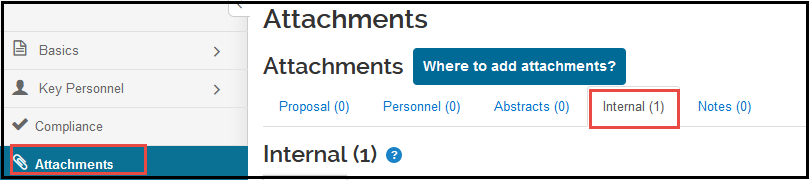 Attachments
Basics
Key Personnel
Compliance
Attachments
Attachments Where to add attachments?
Proposal (0) Personnel (0) Abstracts (0) Internal (1) Notes (0)
Internal (1) ?